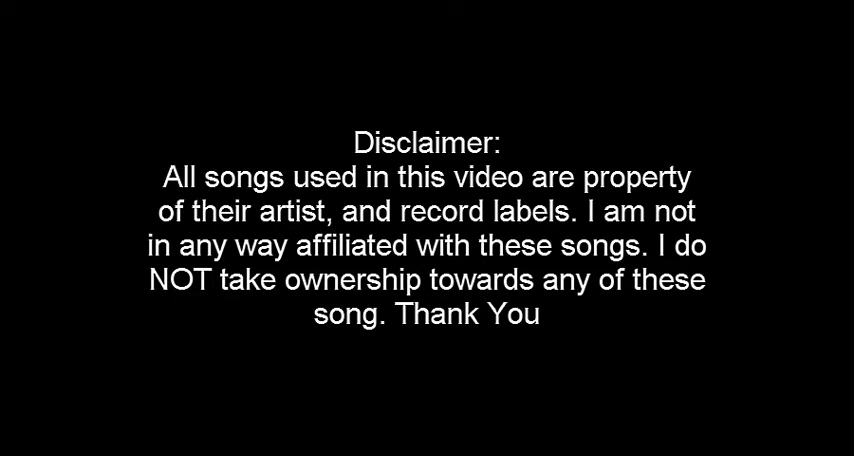 Disclaimer:
All songs used in this video are property
of their artist, and record labels. I am not
in any way affiliated with these songs. I do
NOT take ownership towards any of these
song. Thank You